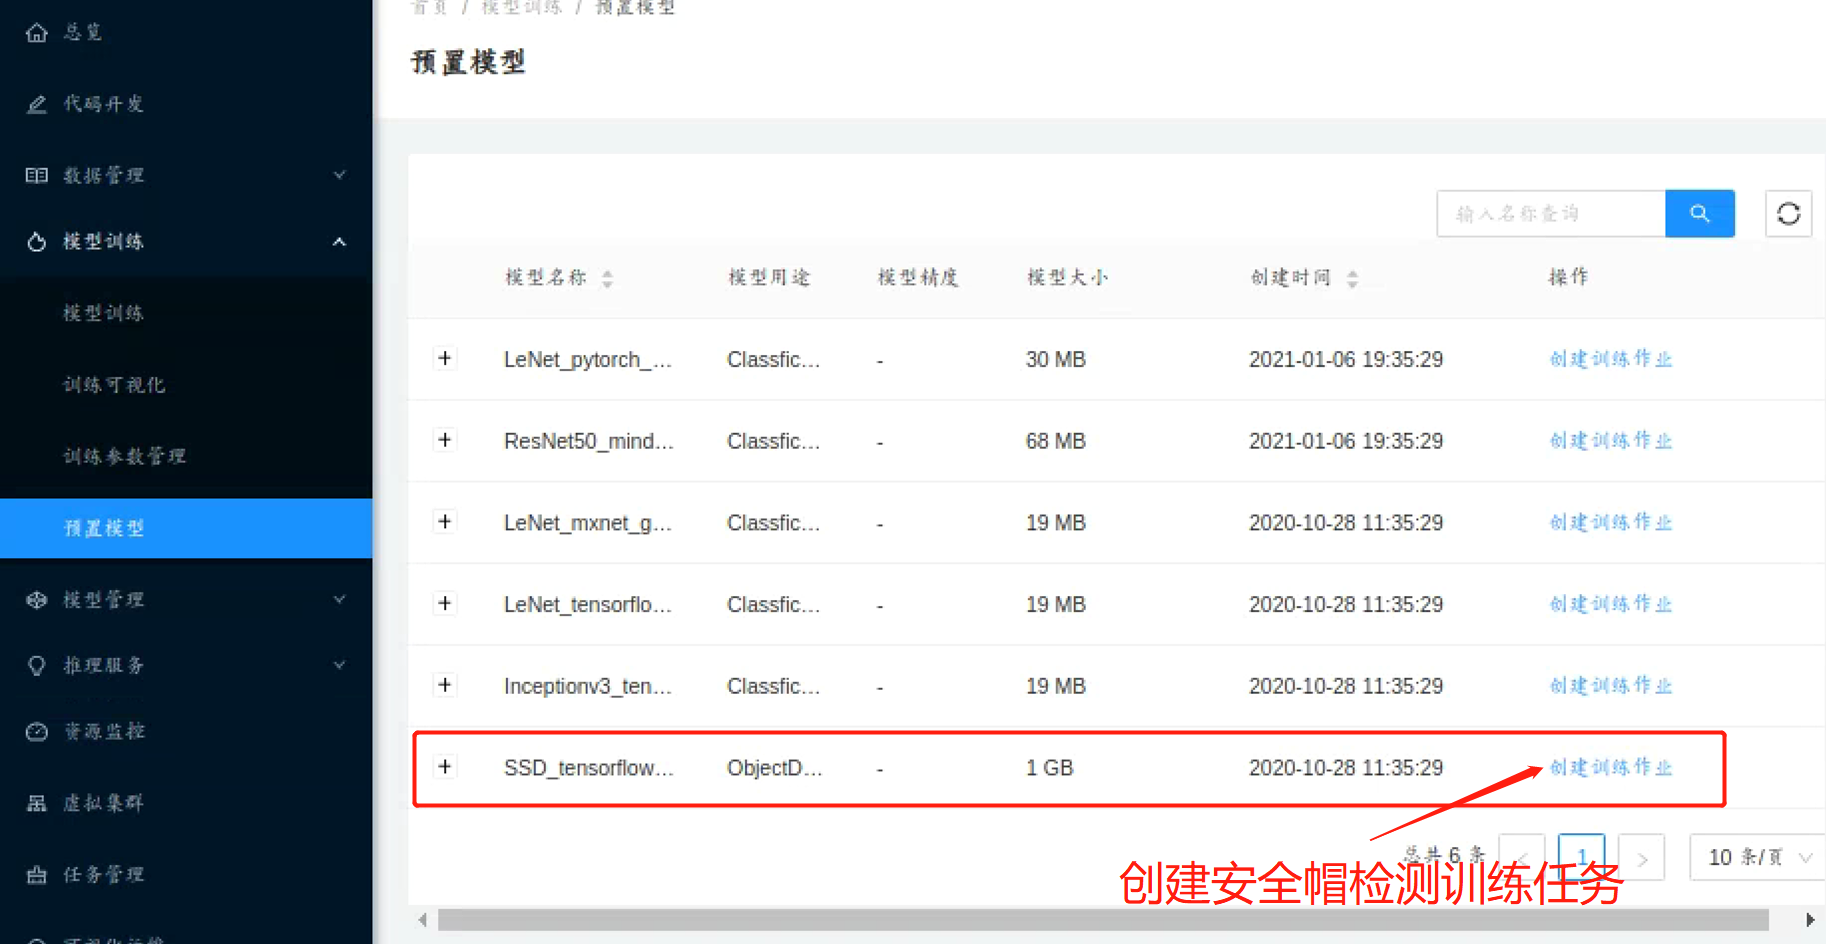 首页 / 模型训练 / 预置模型
预置模型
总览
代码开发
数据管理
模型训练
模型训练
训练可视化
训练参数管理
预置模型
模型管理
推理服务
资源监控
虚拟集群
任务管理
可视化运维
输入名称查询
模型名称 模型用途 模型精度 模型大小 创建时间 操作
+ LeNet_pytorch_... Classfic... - 30 MB 2021-01-06 19:35:29 创建训练作业
+ ResNet50_mind... Classfic... - 68 MB 2021-01-06 19:35:29 创建训练作业
+ LeNet_mxnet_g... Classfic... - 19 MB 2020-10-28 11:35:29 创建训练作业
+ LeNet_tensorflo... Classfic... - 19 MB 2020-10-28 11:35:29 创建训练作业
+ Inceptionv3_ten... Classfic... - 19 MB 2020-10-28 11:35:29 创建训练作业
+ SSD_tensorflow... ObjectD... - 1 GB 2020-10-28 11:35:29 创建训练作业
总共 6 条 < 1 > 10 条/页
创建安全帽检测训练任务